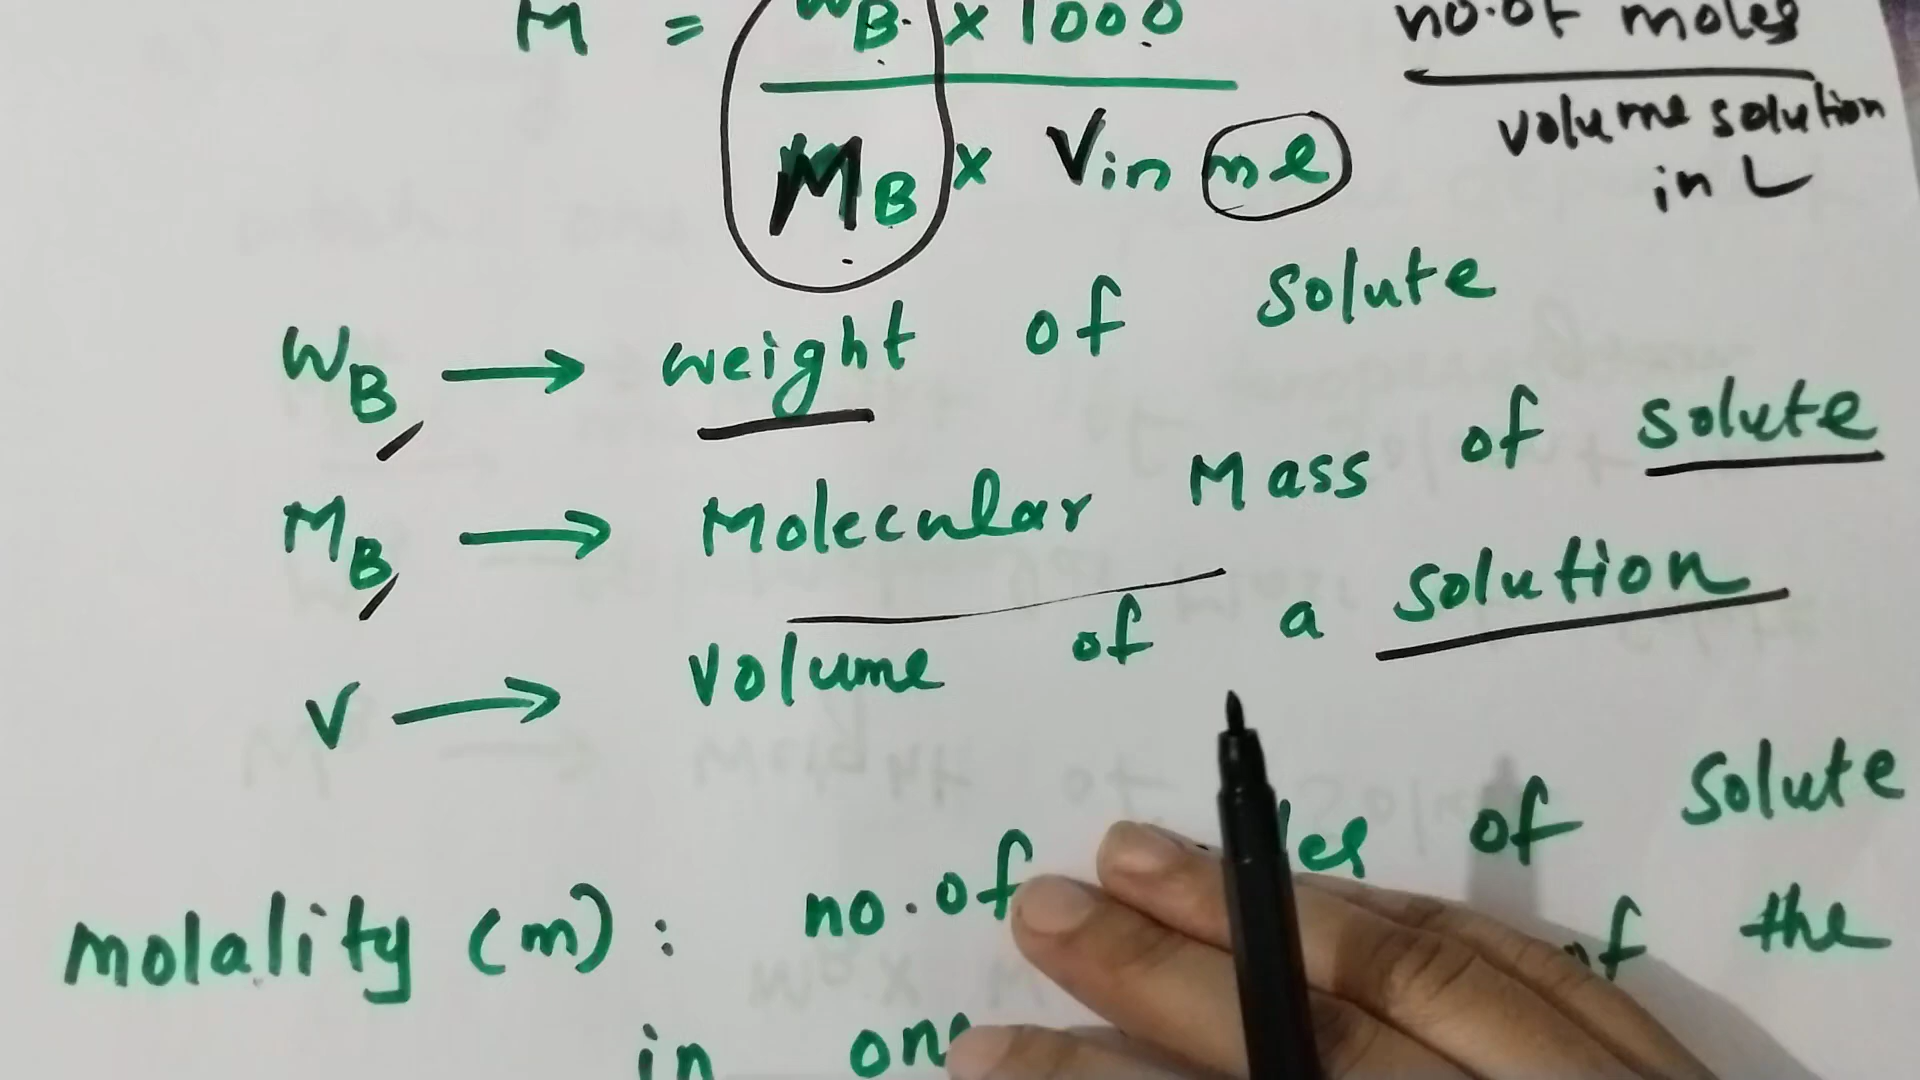 M = WB × 1000
MB × V in ml
no. of moles
volume solution
in L
WB → weight of solute
MB → Molecular Mass of solute
V → volume of a solution
molality (m) : no. of of solute
of the
in